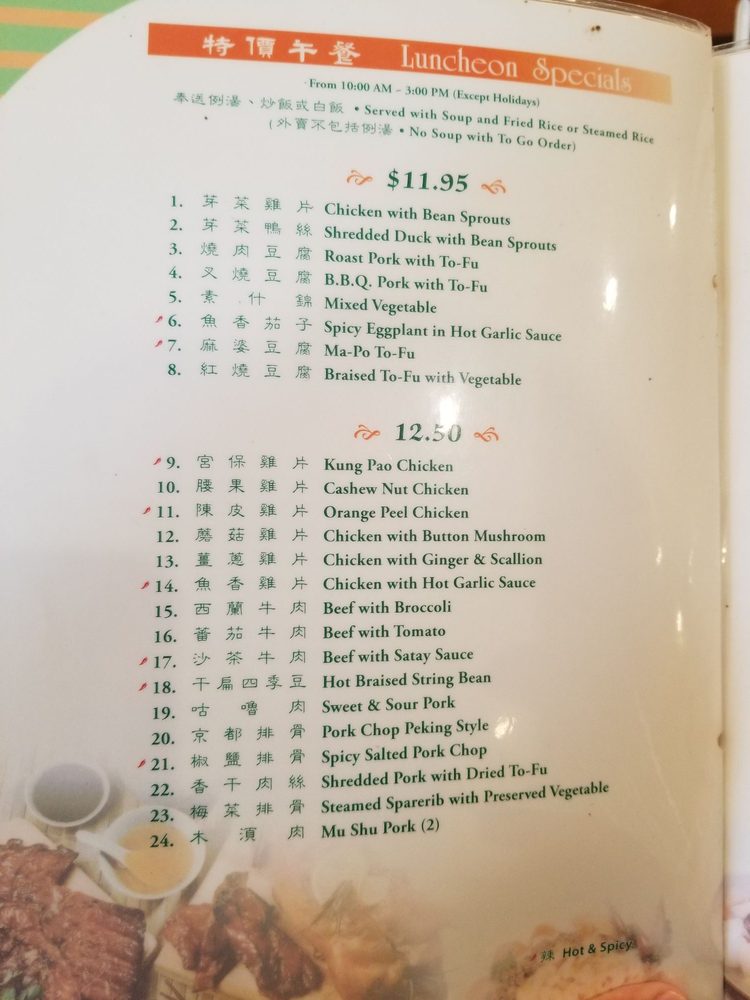 特價午餐 Luncheon Specials
From 10:00 AM - 3:00 PM (Except Holidays)
奉送例湯、炒飯或白飯 • Served with Soup and Fried Rice or Steamed Rice
(外賣不包括例湯 • No Soup with To Go Order)
$11.95
1. 芽菜雞片 Chicken with Bean Sprouts
2. 芽菜鴨絲 Shredded Duck with Bean Sprouts
3. 燒肉豆腐 Roast Pork with To-Fu
4. 叉燒豆腐 B.B.Q. Pork with To-Fu
5. 素什錦 Mixed Vegetable
6. 魚香茄子 Spicy Eggplant in Hot Garlic Sauce
7. 麻婆豆腐 Ma-Po To-Fu
8. 紅燒豆腐 Braised To-Fu with Vegetable
12.50
9. 宮保雞片 Kung Pao Chicken
10. 腰果雞片 Cashew Nut Chicken
11. 陳皮雞片 Orange Peel Chicken
12. 蘑菇雞片 Chicken with Button Mushroom
13. 薑蔥雞片 Chicken with Ginger & Scallion
14. 魚香雞片 Chicken with Hot Garlic Sauce
15. 西蘭牛肉 Beef with Broccoli
16. 蕃茄牛肉 Beef with Tomato
17. 沙茶牛肉 Beef with Satay Sauce
18. 干扁四季豆 Hot Braised String Bean
19. 咕嚕肉 Sweet & Sour Pork
20. 京都排骨 Pork Chop Peking Style
21. 椒鹽排骨 Spicy Salted Pork Chop
22. 香干肉絲 Shredded Pork with Dried To-Fu
23. 梅菜排骨 Steamed Sparerib with Preserved Vegetable
24. 木湏肉 Mu Shu Pork (2)
辣 Hot & Spicy